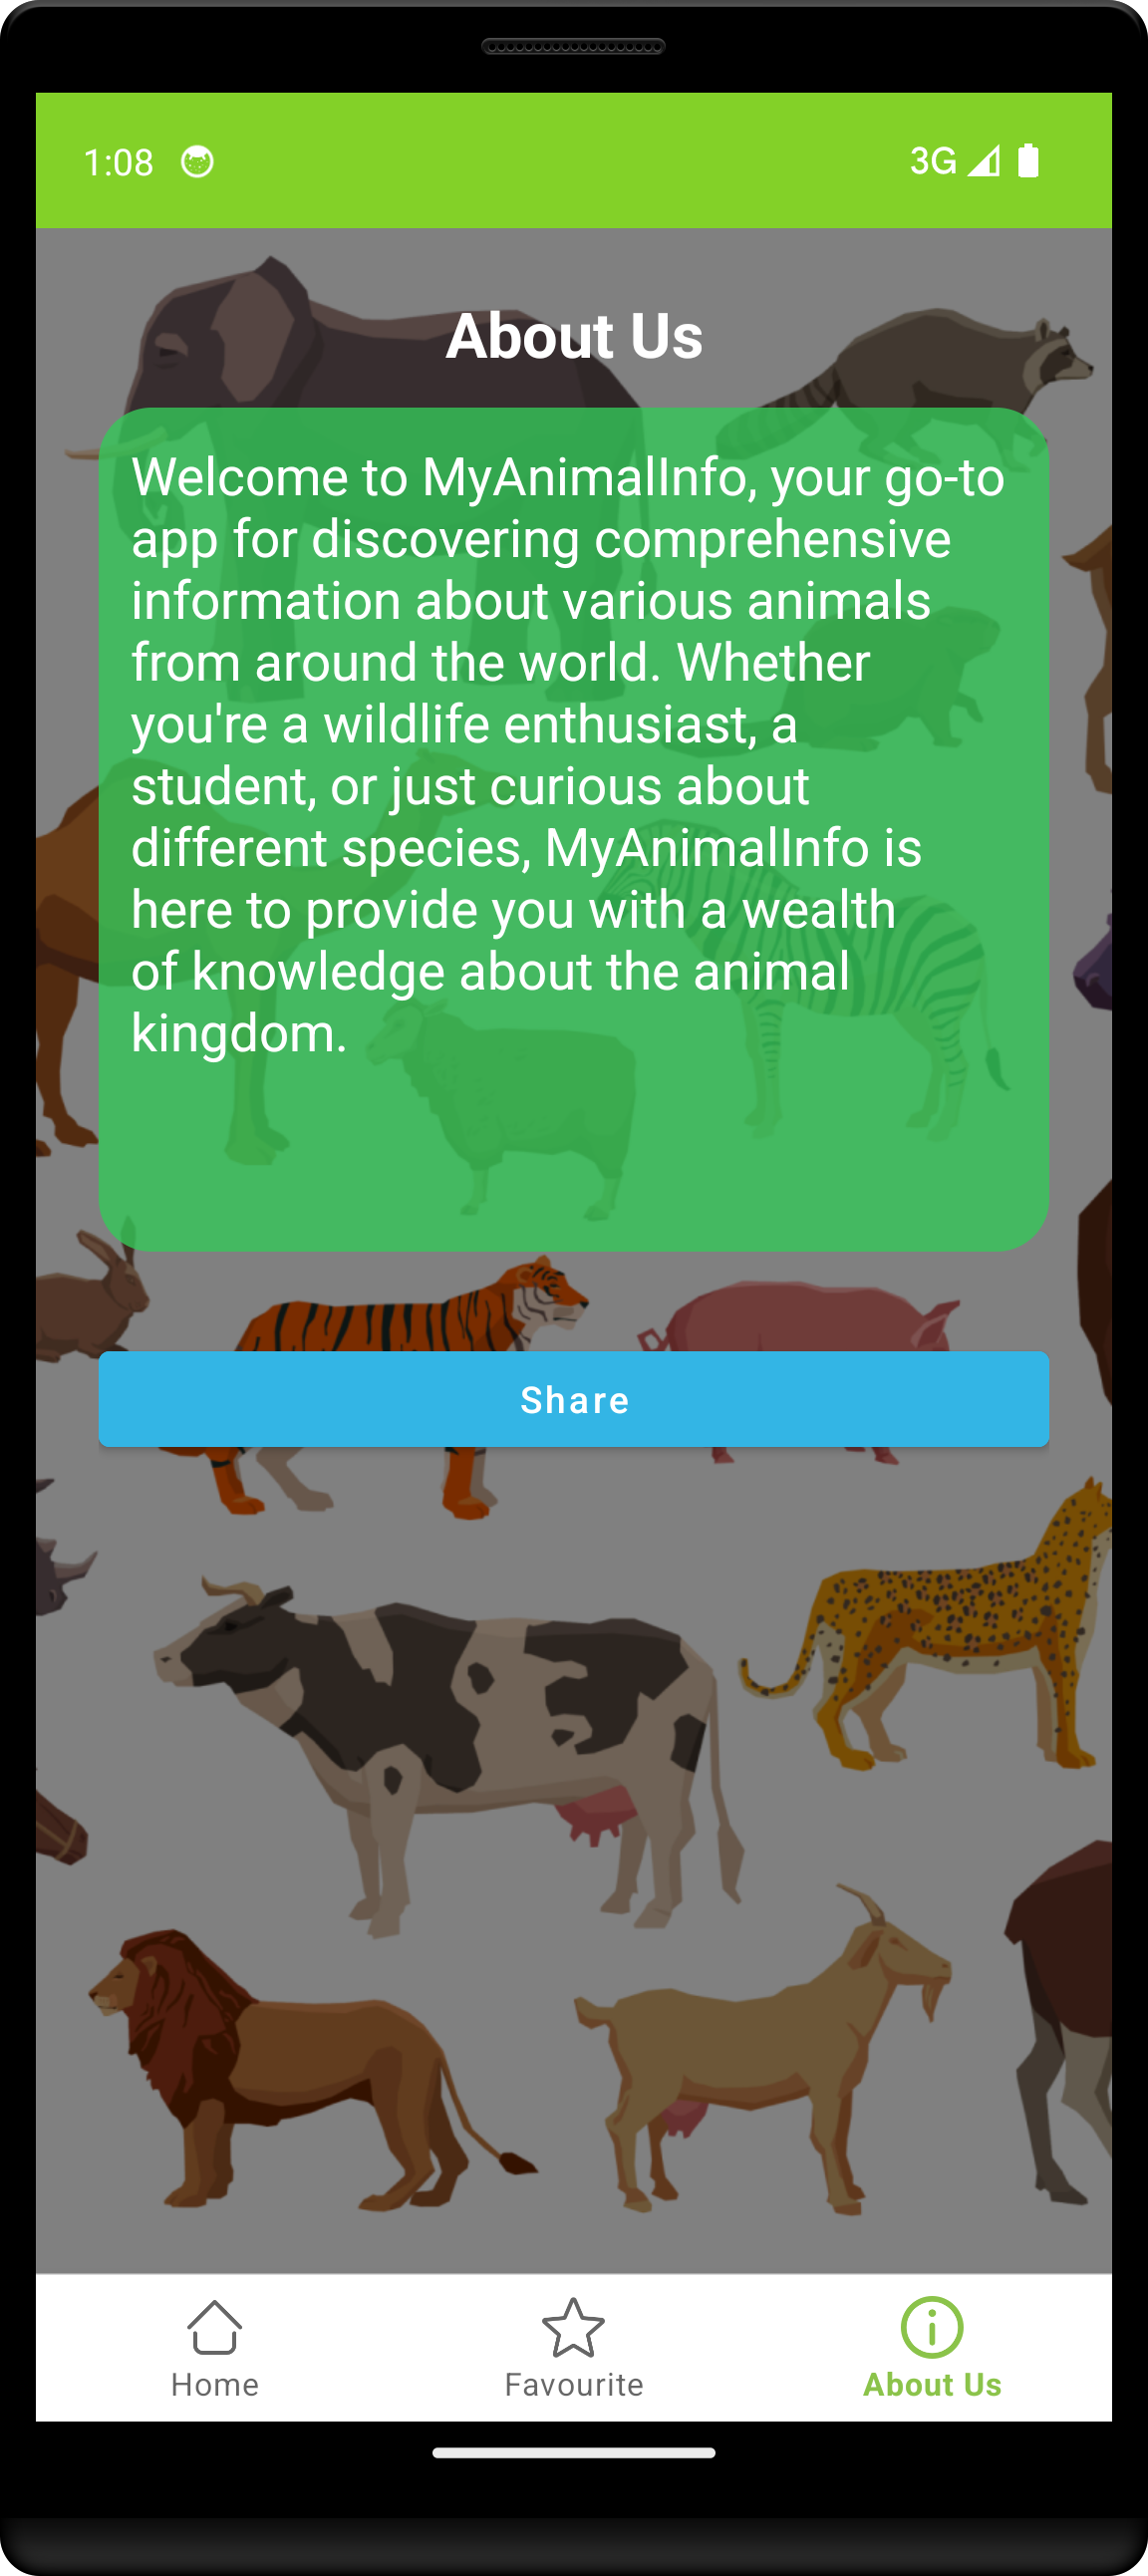 1:08 3G
About Us
Welcome to MyAnimalInfo, your go-to
app for discovering comprehensive
information about various animals
from around the world. Whether
you're a wildlife enthusiast, a
student, or just curious about
different species, MyAnimalInfo is
here to provide you with a wealth
of knowledge about the animal
kingdom.
Share
Home Favourite About Us